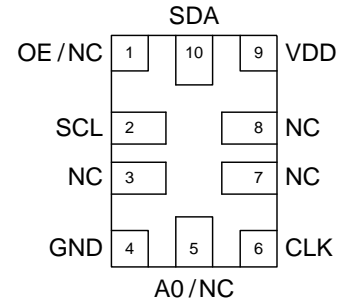 SDA
OE/NC 1 10 9 VDD
SCL 2 8 NC
NC 3 7 NC
GND 4 5 6 CLK
A0/NC